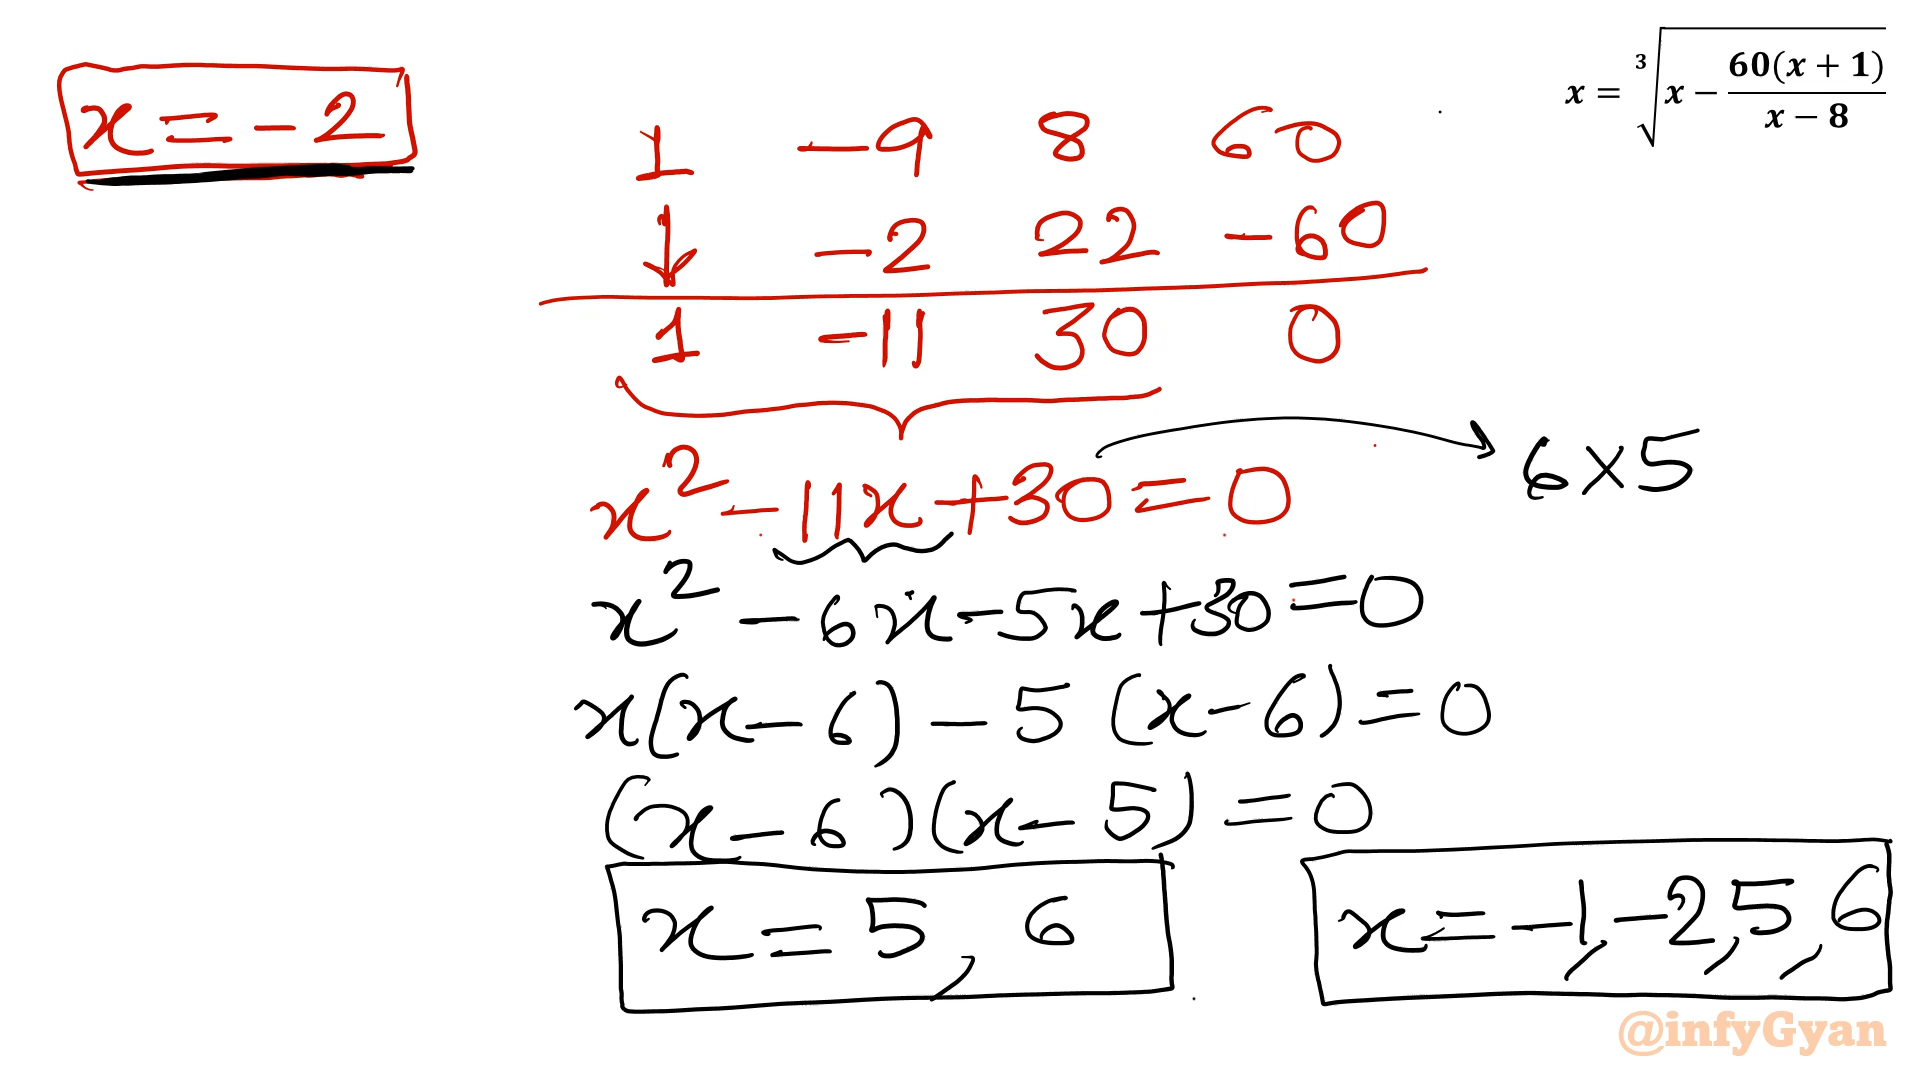 x = -2
x = ∛(x - 60(x + 1)/(x - 8))
1 -9 8 60
↓ -2 22 -60
1 -11 30 0
x² - 11x + 30 = 0
6 × 5
x² - 6x - 5x + 30 = 0
x(x - 6) - 5 (x - 6) = 0
(x - 6)(x - 5) = 0
x = 5, 6
x = -1, -2, 5, 6
@infyGyan